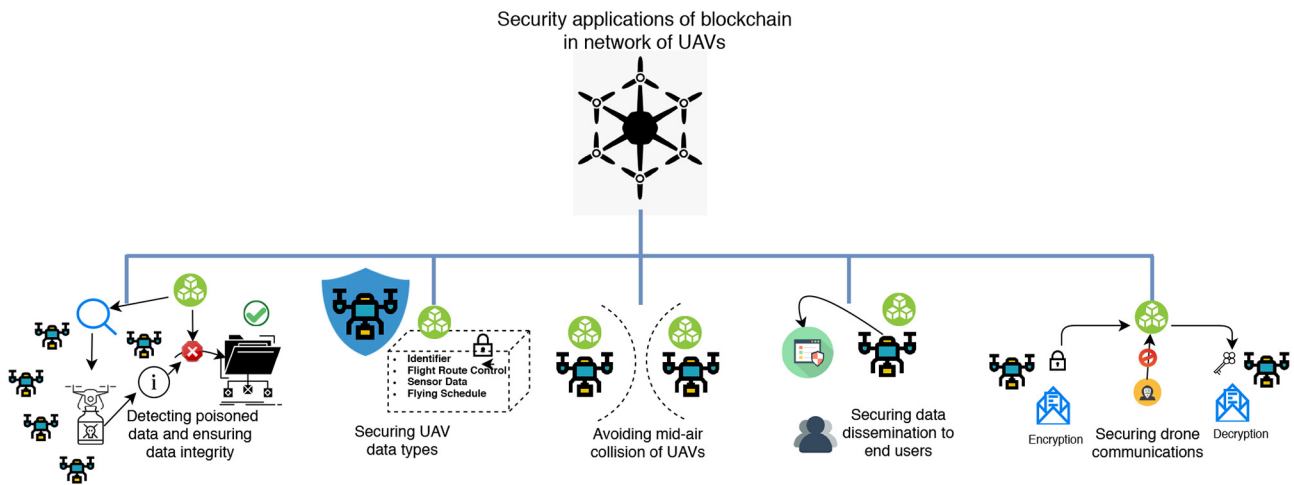 Security applications of blockchain
in network of UAVs
Detecting poisoned
data and ensuring
data integrity
i
Identifier
Flight Route Control
Sensor Data
Flying Schedule
Securing UAV
data types
Avoiding mid-air
collision of UAVs
Securing data
dissemination to
end users
Encryption
Securing drone
communications
Decryption